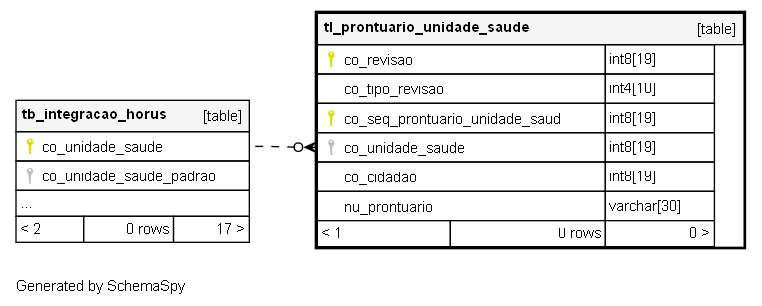 tl_prontuario_unidade_saude [table]
co_revisao int8[19]
co_tipo_revisao int4[10]
co_seq_prontuario_unidade_saud int8[19]
co_unidade_saude int8[19]
co_cidadao int8[19]
nu_prontuario varchar[30]
< 1 0 rows 0 >
tb_integracao_horus [table]
co_unidade_saude
co_unidade_saude_padrao
...
< 2 0 rows 17 >
Generated by SchemaSpy